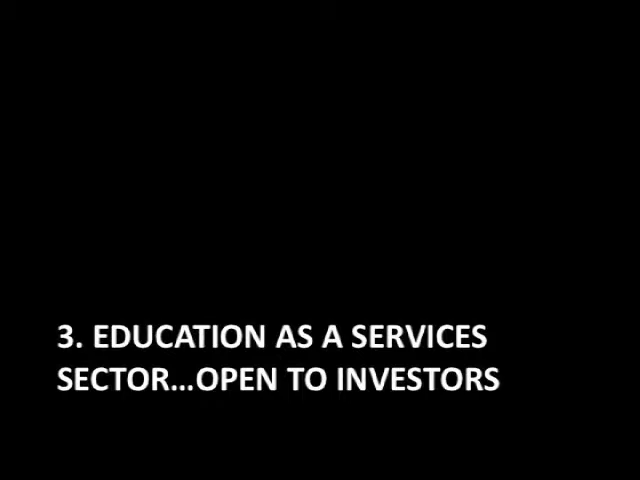 3. EDUCATION AS A SERVICES
SECTOR...OPEN TO INVESTORS